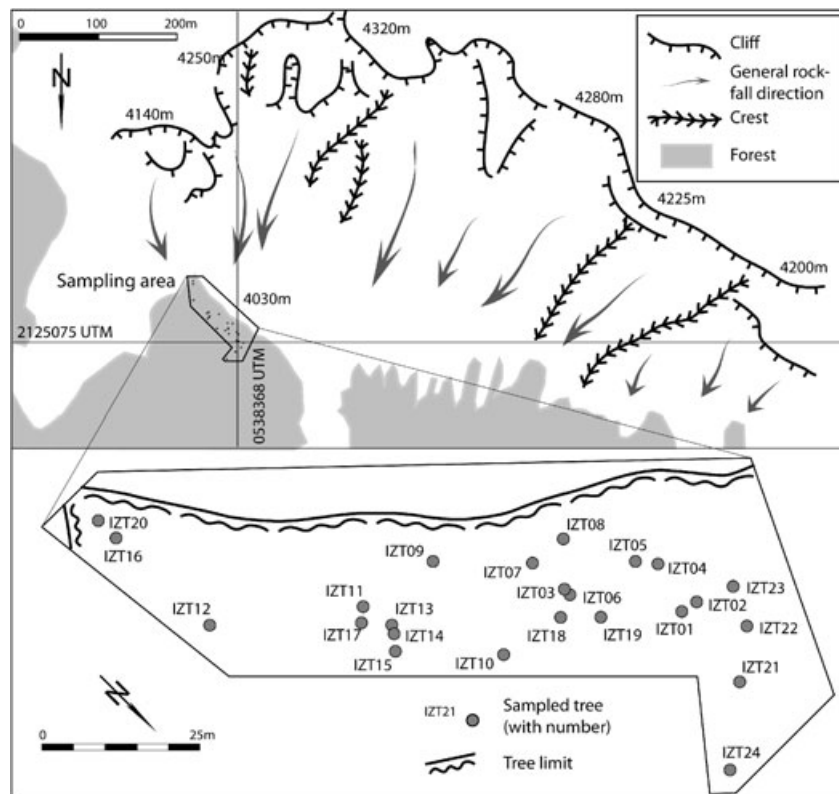 0 100 200m
N
4250m
4320m
4140m
4280m
4225m
4200m
Cliff
General rock-
fall direction
Crest
Forest
Sampling area
4030m
2125075 UTM
0538368 UTM
IZT20
IZT16
IZT12
IZT11
IZT17
IZT13
IZT14
IZT15
IZT09
IZT10
IZT07
IZT08
IZT03
IZT06
IZT18
IZT19
IZT05
IZT04
IZT01
IZT02
IZT23
IZT22
IZT21
IZT24
N
0 25m
IZT21 Sampled tree
(with number)
Tree limit